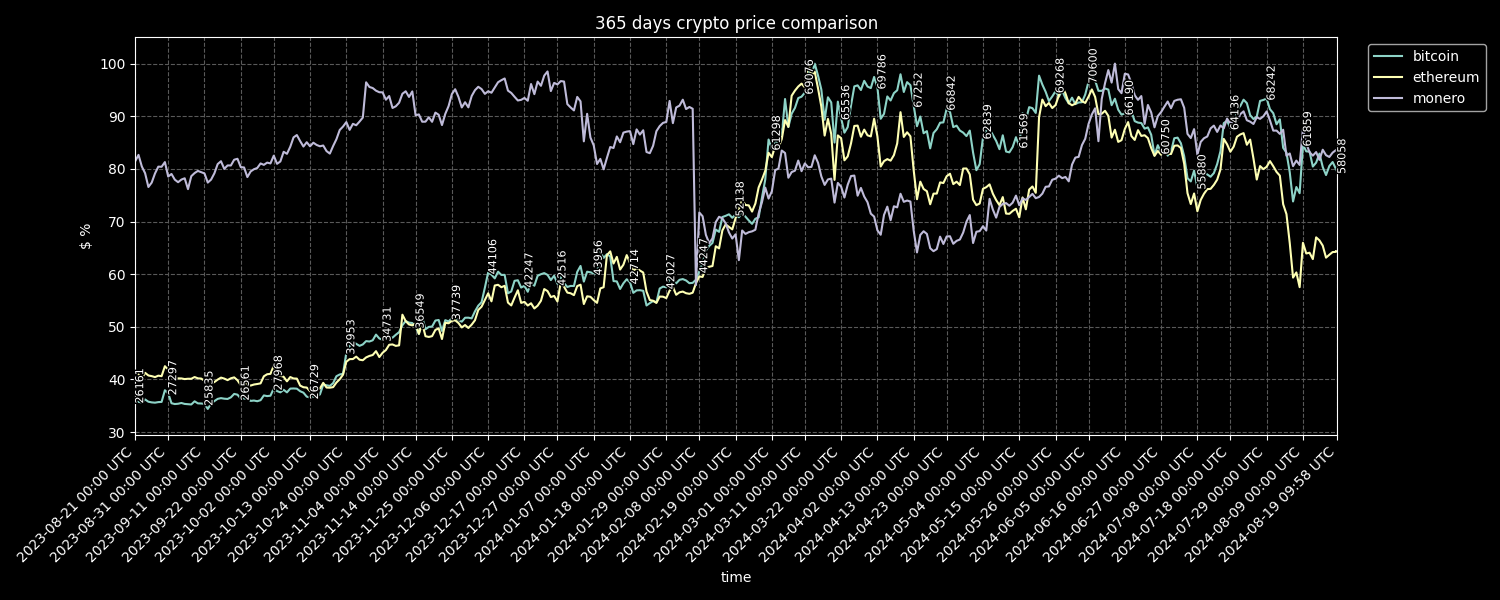 365 days crypto price comparison
bitcoin
ethereum
monero
$ %
100
90
80
70
60
50
40
30
26161
27297
25835
26561
27968
26729
32953
34731
36549
37739
44106
42247
42516
43956
42714
42027
44247
52138
61298
69076
65536
69786
67252
66842
62839
61569
69268
70600
66190
60750
55880
64136
68242
61859
58058
2023-08-21 00:00 UTC
2023-08-31 00:00 UTC
2023-09-11 00:00 UTC
2023-09-22 00:00 UTC
2023-10-02 00:00 UTC
2023-10-13 00:00 UTC
2023-10-24 00:00 UTC
2023-11-04 00:00 UTC
2023-11-14 00:00 UTC
2023-11-25 00:00 UTC
2023-12-06 00:00 UTC
2023-12-17 00:00 UTC
2023-12-27 00:00 UTC
2024-01-07 00:00 UTC
2024-01-18 00:00 UTC
2024-01-29 00:00 UTC
2024-02-08 00:00 UTC
2024-02-19 00:00 UTC
2024-03-01 00:00 UTC
2024-03-11 00:00 UTC
2024-03-22 00:00 UTC
2024-04-02 00:00 UTC
2024-04-13 00:00 UTC
2024-04-23 00:00 UTC
2024-05-04 00:00 UTC
2024-05-15 00:00 UTC
2024-05-26 00:00 UTC
2024-06-05 00:00 UTC
2024-06-16 00:00 UTC
2024-06-27 00:00 UTC
2024-07-08 00:00 UTC
2024-07-18 00:00 UTC
2024-07-29 00:00 UTC
2024-08-09 00:00 UTC
2024-08-19 09:58 UTC
time